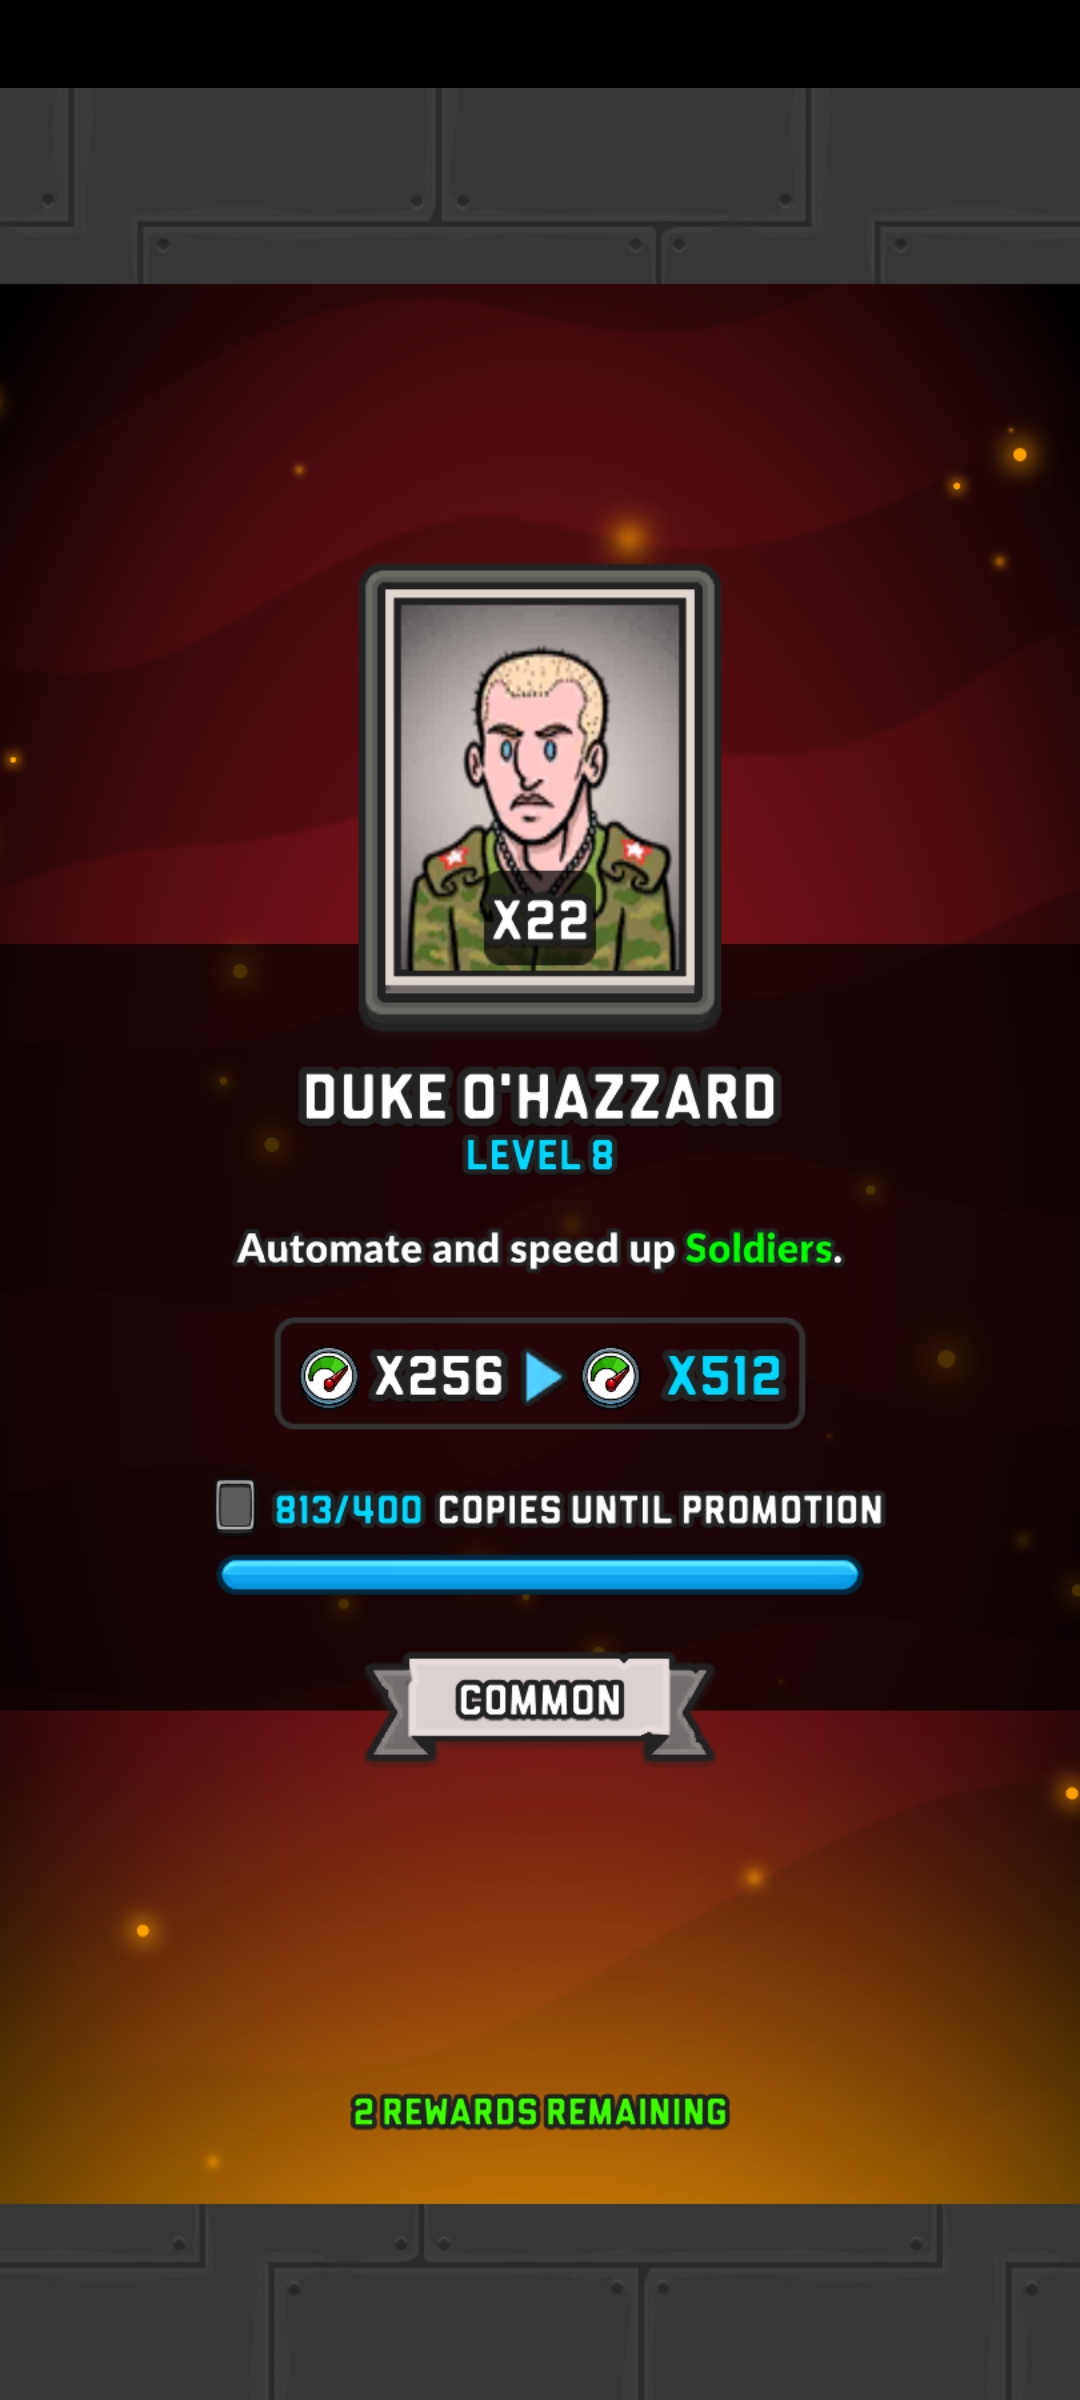 X22
DUKE O'HAZZARD
LEVEL 8
Automate and speed up Soldiers.
X256 X512
813/400 COPIES UNTIL PROMOTION
COMMON
2 REWARDS REMAINING